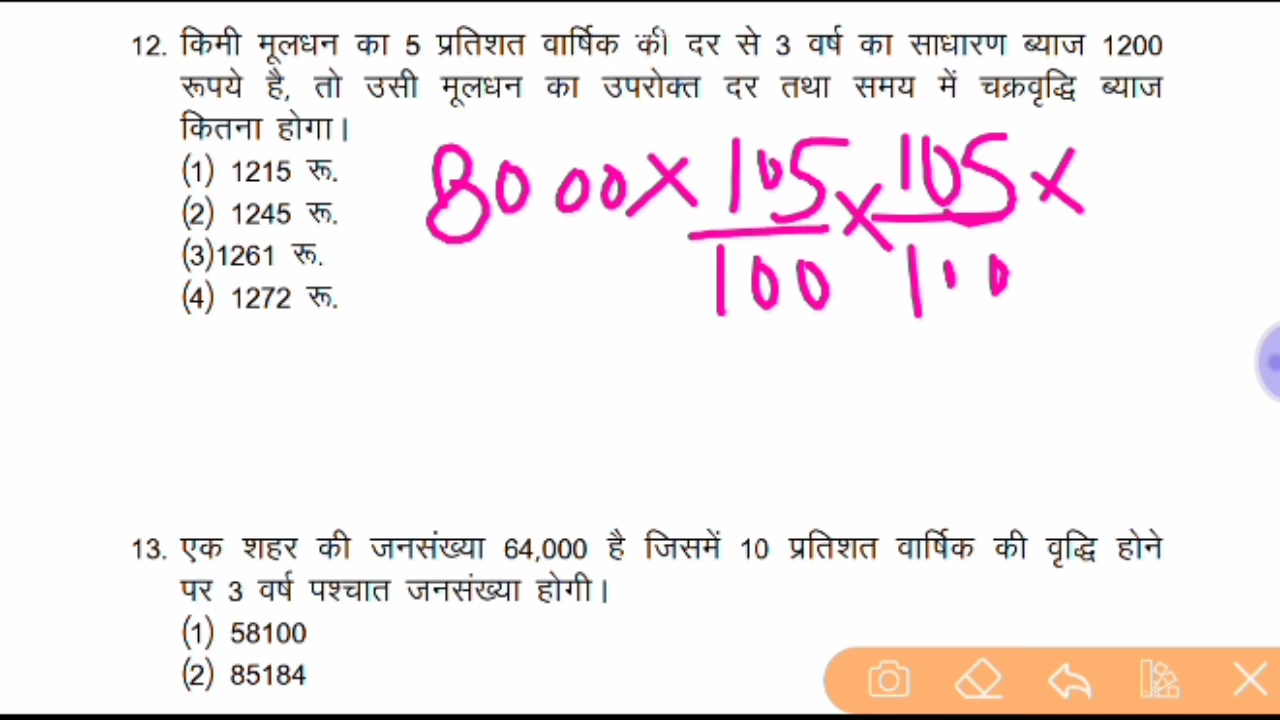 12. किमी मूलधन का 5 प्रतिशत वार्षिक की दर से 3 वर्ष का साधारण ब्याज 1200
रूपये है, तो उसी मूलधन का उपरोक्त दर तथा समय में चक्रवृद्धि ब्याज
कितना होगा।
(1) 1215 रू.
(2) 1245 रू.
(3)1261 रू.
(4) 1272 रू.
8000 × 105/100 × 105/100 ×
13. एक शहर की जनसंख्या 64,000 है जिसमें 10 प्रतिशत वार्षिक की वृद्धि होने
पर 3 वर्ष पश्चात जनसंख्या होगी।
(1) 58100
(2) 85184